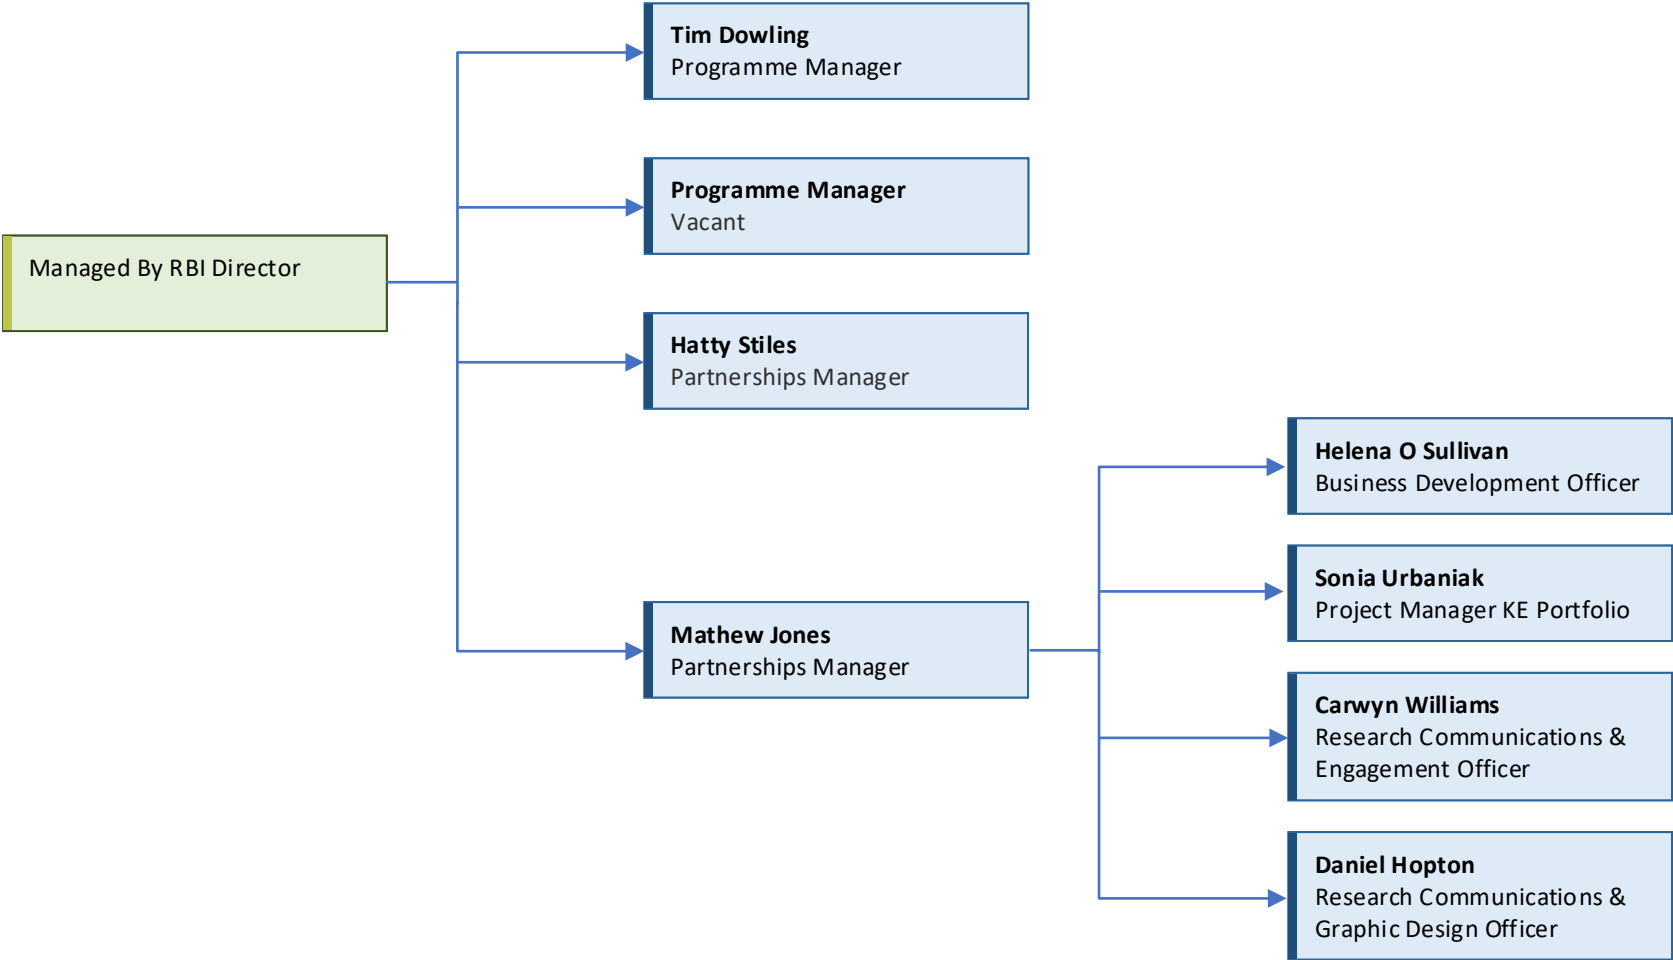 Tim Dowling
Programme Manager
Programme Manager
Vacant
Managed By RBI Director
Hatty Stiles
Partnerships Manager
Helena O Sullivan
Business Development Officer
Sonia Urbaniak
Project Manager KE Portfolio
Mathew Jones
Partnerships Manager
Carwyn Williams
Research Communications &
Engagement Officer
Daniel Hopton
Research Communications &
Graphic Design Officer